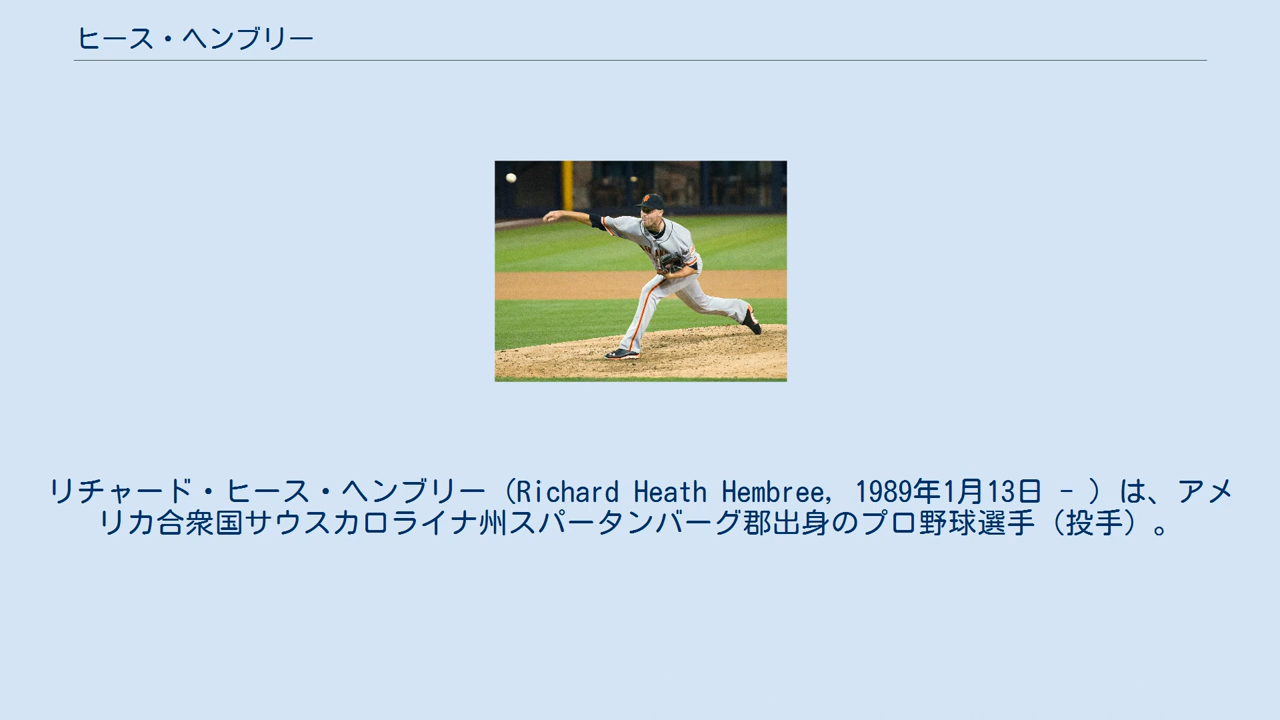 ヒース・ヘンブリー
リチャード・ヒース・ヘンブリー（Richard Heath Hembree, 1989年1月13日 - ）は、アメ
リカ合衆国サウスカロライナ州スパータンバーグ郡出身のプロ野球選手（投手）。